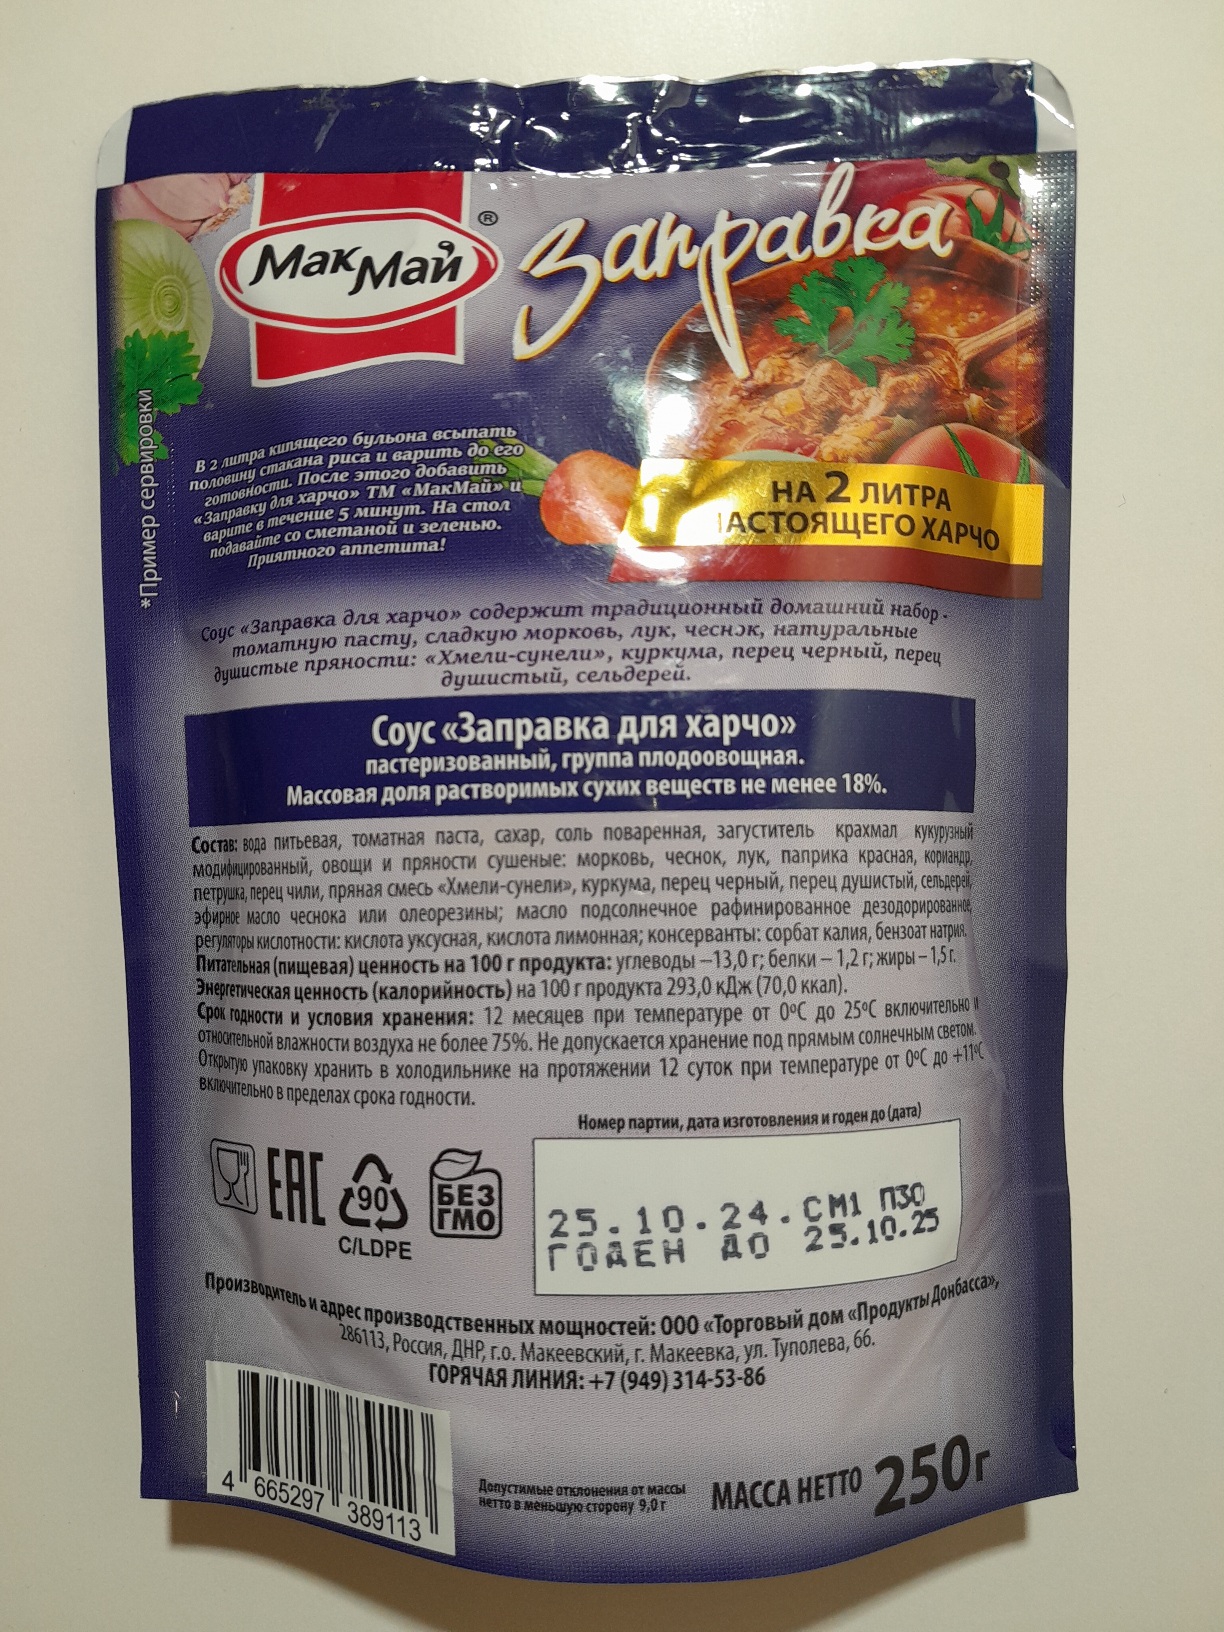 МакМай®
Заправка
*Пример сервировки
В 2 литра кипящего бульона всыпать
половину стакана риса и варить до его
готовности. После этого добавить
«Заправку для харчо» ТМ «МакМай» и
варите в течение 5 минут. На стол
подавайте со сметаной и зеленью.
Приятного аппетита!
НА 2 ЛИТРА
НАСТОЯЩЕГО ХАРЧО
Соус «Заправка для харчо» содержит традиционный домашний набор -
томатную пасту, сладкую морковь, лук, чеснок, натуральные
душистые пряности: «Хмели-сунели», куркума, перец черный, перец
душистый, сельдерей.
Соус «Заправка для харчо»
пастеризованный, группа плодоовощная.
Массовая доля растворимых сухих веществ не менее 18%.
Состав: вода питьевая, томатная паста, сахар, соль поваренная, загуститель крахмал кукурузный
модифицированный, овощи и пряности сушеные: морковь, чеснок, лук, паприка красная, кориандр,
петрушка, перец чили, пряная смесь «Хмели-сунели», куркума, перец черный, перец душистый, сельдерей,
эфирное масло чеснока или олеорезины; масло подсолнечное рафинированное дезодорированное,
регуляторы кислотности: кислота уксусная, кислота лимонная; консерванты: сорбат калия, бензоат натрия.
Питательная (пищевая) ценность на 100 г продукта: углеводы –13,0 г; белки – 1,2 г; жиры – 1,5 г.
Энергетическая ценность (калорийность) на 100 г продукта 293,0 кДж (70,0 ккал).
Срок годности и условия хранения: 12 месяцев при температуре от 0ºС до 25ºС включительно и
относительной влажности воздуха не более 75%. Не допускается хранение под прямым солнечным светом.
Открытую упаковку хранить в холодильнике на протяжении 12 суток при температуре от 0ºС до +11ºС
включительно в пределах срока годности.
Номер партии, дата изготовления и годен до (дата)
25.10.24.СМ1 П30
ГОДЕН ДО 25.10.25
EAC
90
C/LDPE
БЕЗ
ГМО
Производитель и адрес производственных мощностей: ООО «Торговый дом «Продукты Донбасса»,
286113, Россия, ДНР, г.о. Макеевский, г. Макеевка, ул. Туполева, 66.
ГОРЯЧАЯ ЛИНИЯ: +7 (949) 314-53-86
4 665297 389113
Допустимые отклонения от массы
нетто в меньшую сторону 9,0 г
МАССА НЕТТО 250г